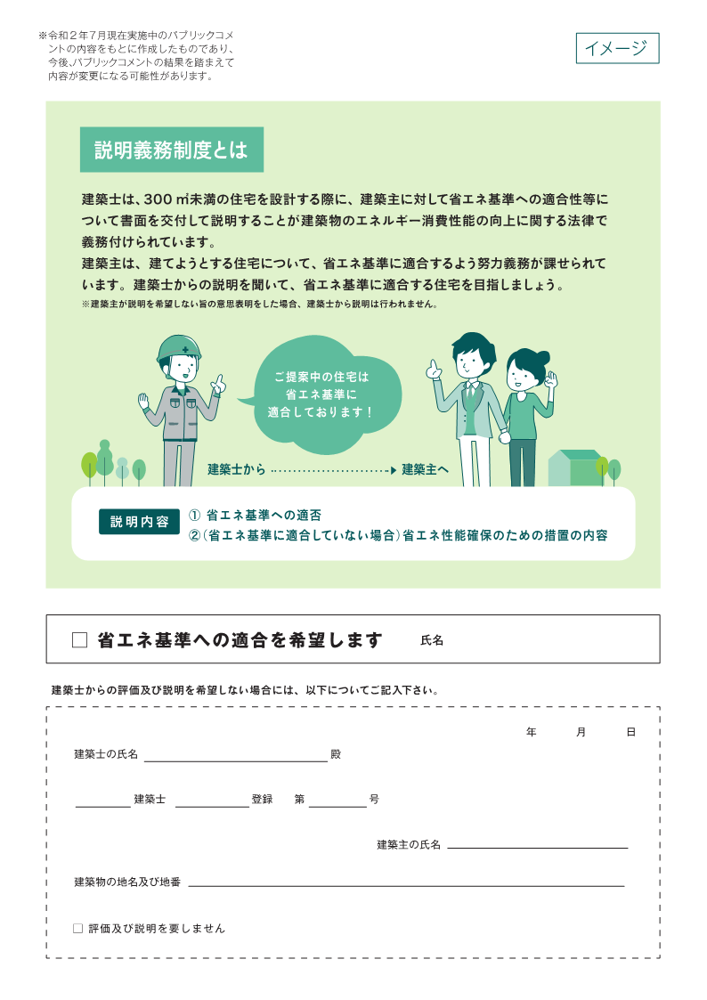 ※令和２年７月現在実施中のパブリックコメ
ントの内容をもとに作成したものであり、
今後、パブリックコメントの結果を踏まえて
内容が変更になる可能性があります。
イメージ
説明義務制度とは
建築士は、300 ㎡未満の住宅を設計する際に、建築主に対して省エネ基準への適合性等に
ついて書面を交付して説明することが建築物のエネルギー消費性能の向上に関する法律で
義務付けられています。
建築主は、建てようとする住宅について、省エネ基準に適合するよう努力義務が課せられて
います。建築士からの説明を聞いて、省エネ基準に適合する住宅を目指しましょう。
※建築主が説明を希望しない旨の意思表明をした場合、建築士から説明は行われません。
ご提案中の住宅は
省エネ基準に
適合しております！
建築士から 建築主へ
説明内容
① 省エネ基準への適否
②（省エネ基準に適合していない場合）省エネ性能確保のための措置の内容
□ 省エネ基準への適合を希望します 氏名
建築士からの評価及び説明を希望しない場合には、以下についてご記入下さい。
年 月 日
建築士の氏名 殿
建築士 登録 第 号
建築主の氏名
建築物の地名及び地番
□ 評価及び説明を要しません